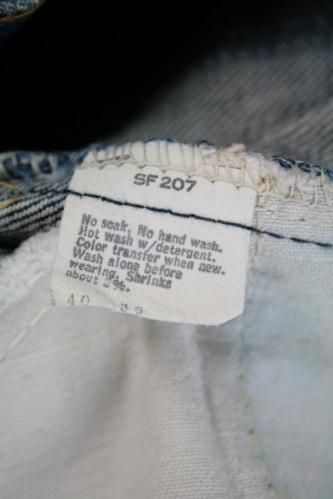 SF 207
No soak, No hand wash.
Hot wash w/detergent.
Color transfer when new.
Wash alone before
wearing. Shrinks
about %.
40